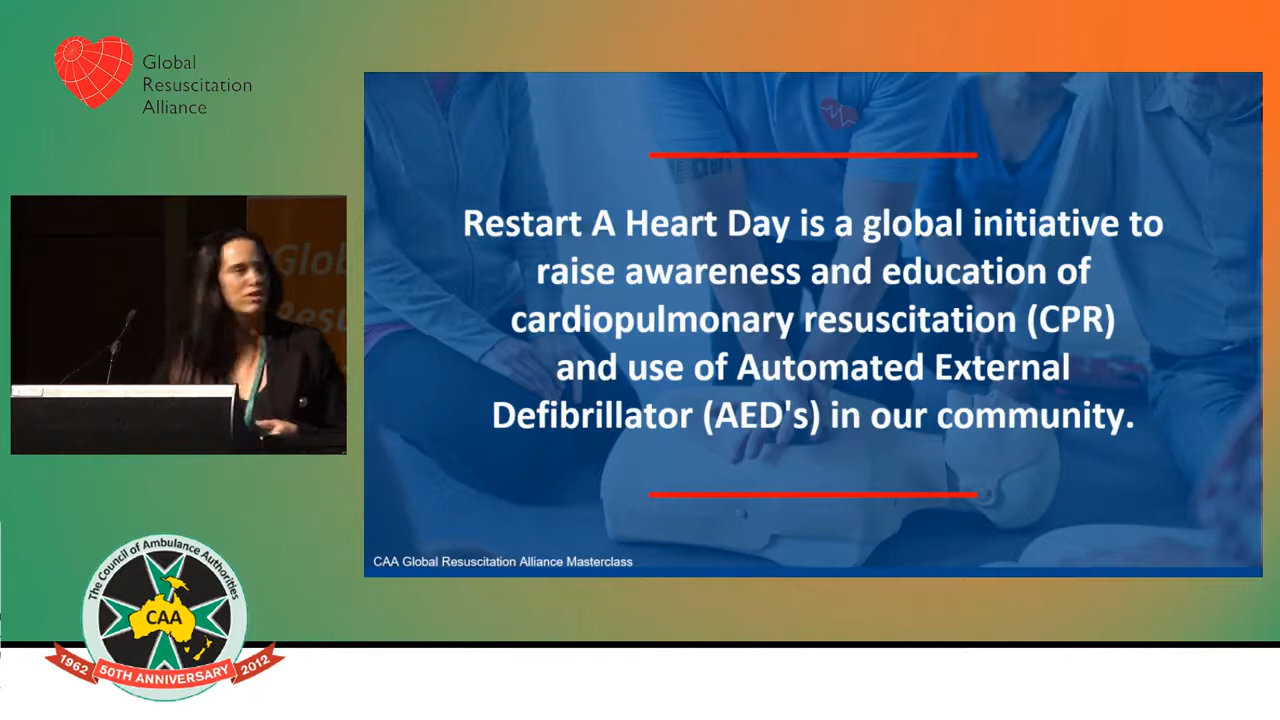 Global
Resuscitation
Alliance
Restart A Heart Day is a global initiative to
raise awareness and education of
cardiopulmonary resuscitation (CPR)
and use of Automated External
Defibrillator (AED's) in our community.
CAA Global Resuscitation Alliance Masterclass
Glob
Resu
The Council of Ambulance Authorities
CAA
1962 50TH ANNIVERSARY 2012